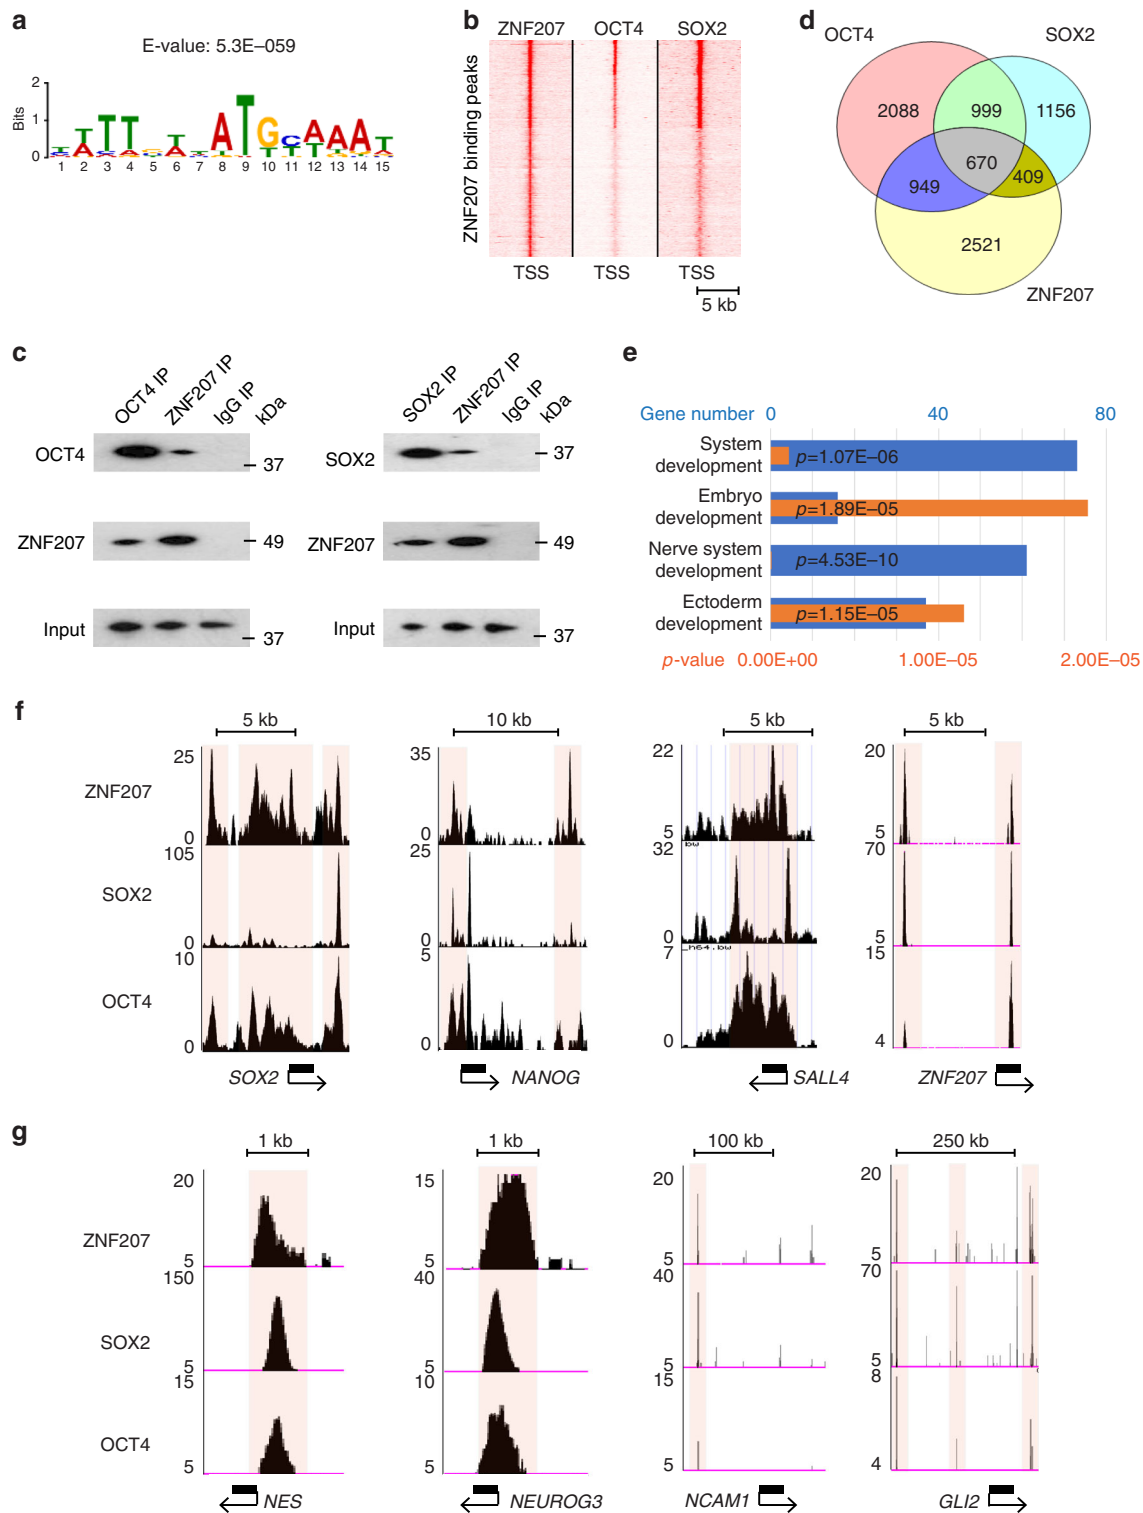 a
E-value: 5.3E–059
Bits
2
1
0
1 2 3 4 5 6 7 8 9 10 11 12 13 14 15
b
ZNF207 OCT4 SOX2
ZNF207 binding peaks
TSS TSS TSS
5 kb
d
OCT4
SOX2
2088 999 1156
670
949 409
2521
ZNF207
c
OCT4 IP ZNF207 IP IgG IP kDa
OCT4
37
ZNF207
49
Input
37
SOX2 IP ZNF207 IP IgG IP kDa
SOX2
37
ZNF207
49
Input
37
e
Gene number 0 40 80
System
development
p=1.07E–06
Embryo
development
p=1.89E–05
Nerve system
development
p=4.53E–10
Ectoderm
development
p=1.15E–05
p-value 0.00E+00 1.00E–05 2.00E–05
f
5 kb 10 kb 5 kb 5 kb
ZNF207
25 35 22 20
0 0 5 5
SOX2
105 25 32 70
bw
0 0 0 5
OCT4
10 5 7 15
_h64.bw
0 0 0 4
SOX2 NANOG SALL4 ZNF207
g
1 kb 1 kb 100 kb 250 kb
ZNF207
20 15 20 20
5 5 5 5
SOX2
150 40 40 70
5 5 5 5
OCT4
15 10 15 8
5 5 5 4
NES NEUROG3 NCAM1 GLI2